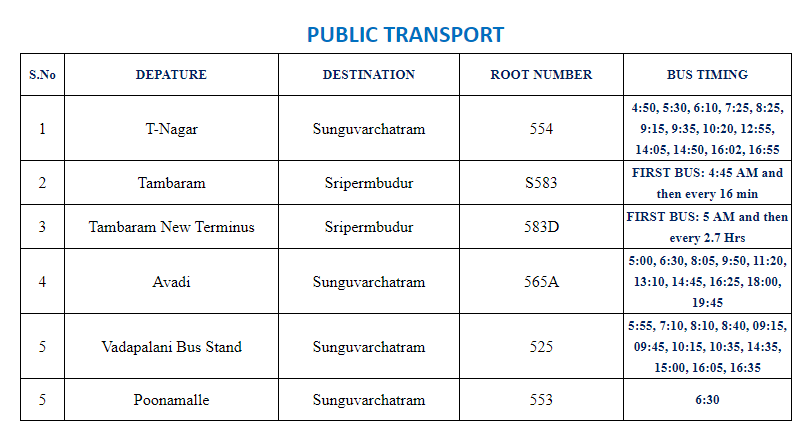 PUBLIC TRANSPORT
S.No DEPATURE DESTINATION ROOT NUMBER BUS TIMING
1 T-Nagar Sunguvarchatram 554 4:50, 5:30, 6:10, 7:25, 8:25,
9:15, 9:35, 10:20, 12:55,
14:05, 14:50, 16:02, 16:55
2 Tambaram Sripermbudur S583 FIRST BUS: 4:45 AM and
then every 16 min
3 Tambaram New Terminus Sripermbudur 583D FIRST BUS: 5 AM and then
every 2.7 Hrs
4 Avadi Sunguvarchatram 565A 5:00, 6:30, 8:05, 9:50, 11:20,
13:10, 14:45, 16:25, 18:00,
19:45
5 Vadapalani Bus Stand Sunguvarchatram 525 5:55, 7:10, 8:10, 8:40, 09:15,
09:45, 10:15, 10:35, 14:35,
15:00, 16:05, 16:35
5 Poonamalle Sunguvarchatram 553 6:30